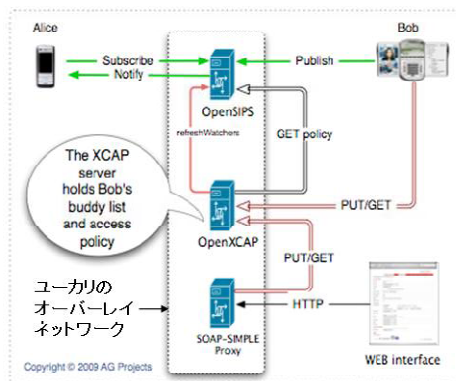 Alice
Bob
Subscribe
Notify
Publish
OpenSIPS
refreshWatchers
GET policy
The XCAP
server
holds Bob's
buddy list
and access
policy
OpenXCAP
PUT/GET
PUT/GET
ユーカリの
オーバーレイ
ネットワーク
HTTP
SOAP-SIMPLE
Proxy
WEB interface
Copyright © 2009 AG Projects